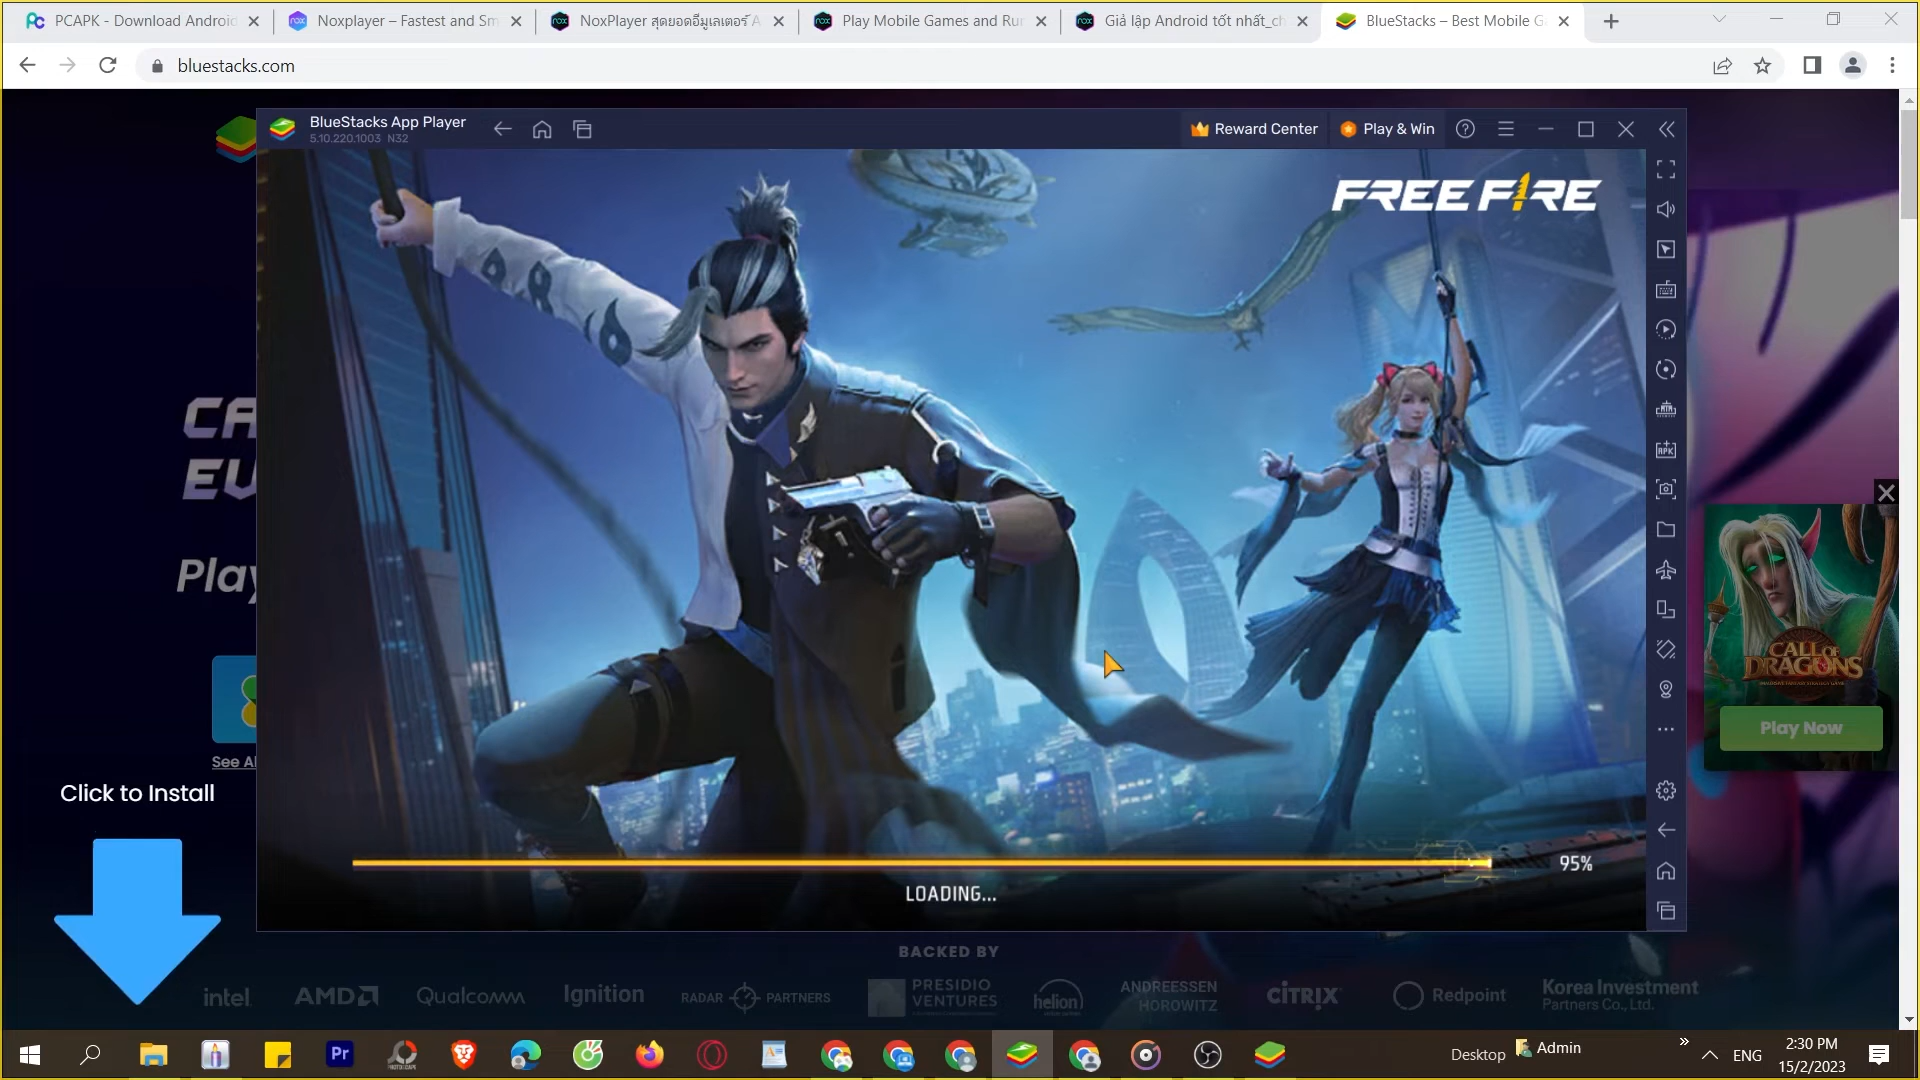 PCAPK - Download Android
Noxplayer – Fastest and Sm
NoxPlayer สุดยอดอีมูเลเตอร์ A
Play Mobile Games and Run
Giả lập Android tốt nhất_ch
BlueStacks – Best Mobile G
bluestacks.com
BlueStacks App Player
5.10.220.1003 N32
Reward Center
Play & Win
FREE FIRE
CA
EV
Play
See Al
Click to Install
CALL OF
DRAGONS
Play Now
95%
LOADING...
BACKED BY
intel
AMD
Qualcomm
Ignition
RADAR PARTNERS
PRESIDIO
VENTURES
helion
ANDREESSEN
HOROWITZ
CITRIX
Redpoint
Korea Investment
Partners Co., Ltd.
Pr
Desktop
Admin
ENG
2:30 PM
15/2/2023